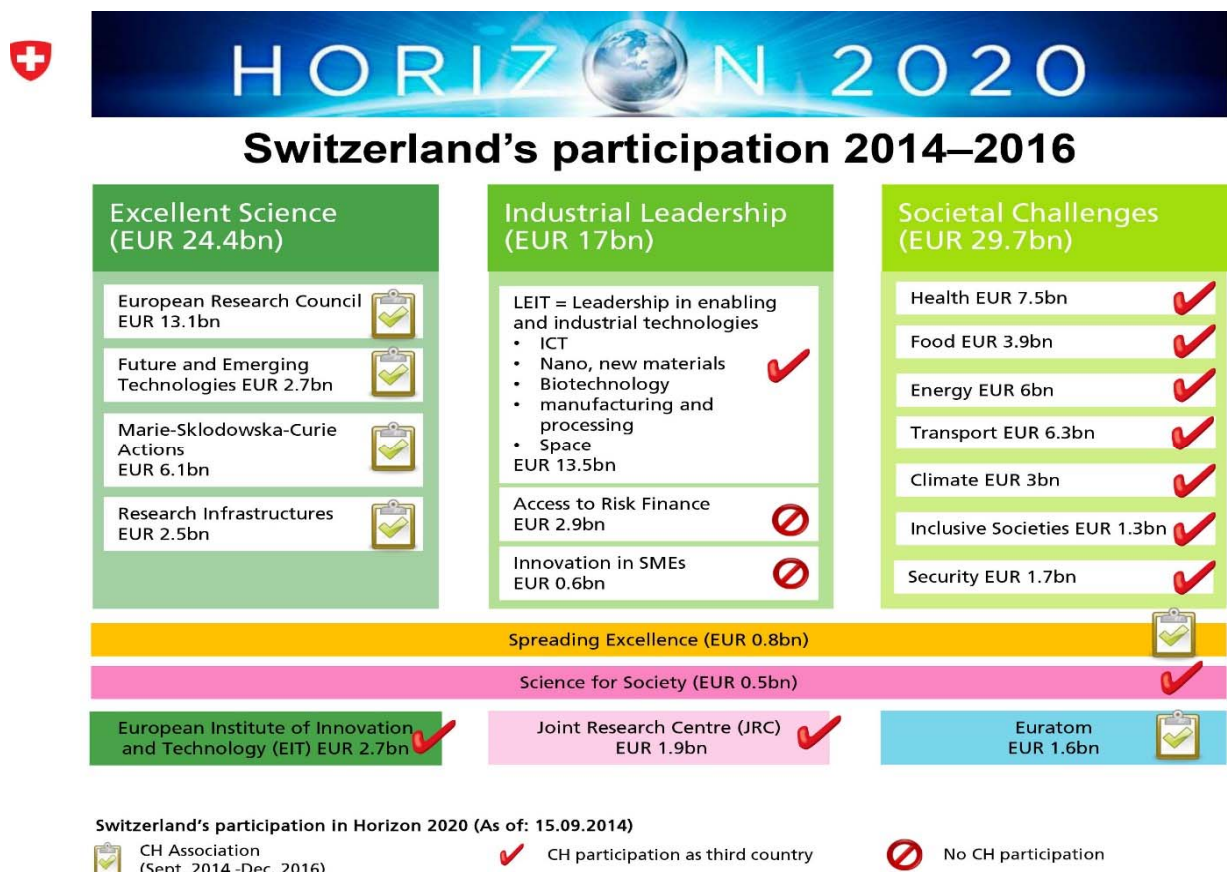 HORIZON 2020
Switzerland's participation 2014–2016
Excellent Science
(EUR 24.4bn)
European Research Council
EUR 13.1bn
Future and Emerging
Technologies EUR 2.7bn
Marie-Sklodowska-Curie
Actions
EUR 6.1bn
Research Infrastructures
EUR 2.5bn
Industrial Leadership
(EUR 17bn)
LEIT = Leadership in enabling
and industrial technologies
• ICT
• Nano, new materials
• Biotechnology
• manufacturing and
processing
• Space
EUR 13.5bn
Access to Risk Finance
EUR 2.9bn
Innovation in SMEs
EUR 0.6bn
Societal Challenges
(EUR 29.7bn)
Health EUR 7.5bn
Food EUR 3.9bn
Energy EUR 6bn
Transport EUR 6.3bn
Climate EUR 3bn
Inclusive Societies EUR 1.3bn
Security EUR 1.7bn
Spreading Excellence (EUR 0.8bn)
Science for Society (EUR 0.5bn)
European Institute of Innovation
and Technology (EIT) EUR 2.7bn
Joint Research Centre (JRC)
EUR 1.9bn
Euratom
EUR 1.6bn
Switzerland's participation in Horizon 2020 (As of: 15.09.2014)
CH Association
(Sept. 2014 -Dec. 2016)
CH participation as third country
No CH participation